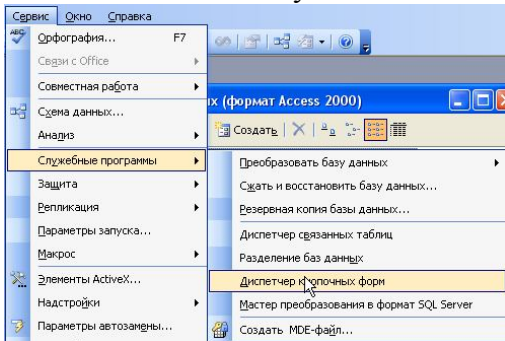 Сервис Окно Справка
Орфография... F7
Связи с Office
Совместная работа
Схема данных...
Анализ
Служебные программы
Защита
Репликация
Параметры запуска...
Макрос
Элементы ActiveX...
Надстройки
Параметры автозамены...
(формат Access 2000)
Создать
Преобразовать базу данных
Сжать и восстановить базу данных...
Резервная копия базы данных...
Диспетчер связанных таблиц
Разделение баз данных
Диспетчер кнопочных форм
Мастер преобразования в формат SQL Server
Создать MDE-файл...